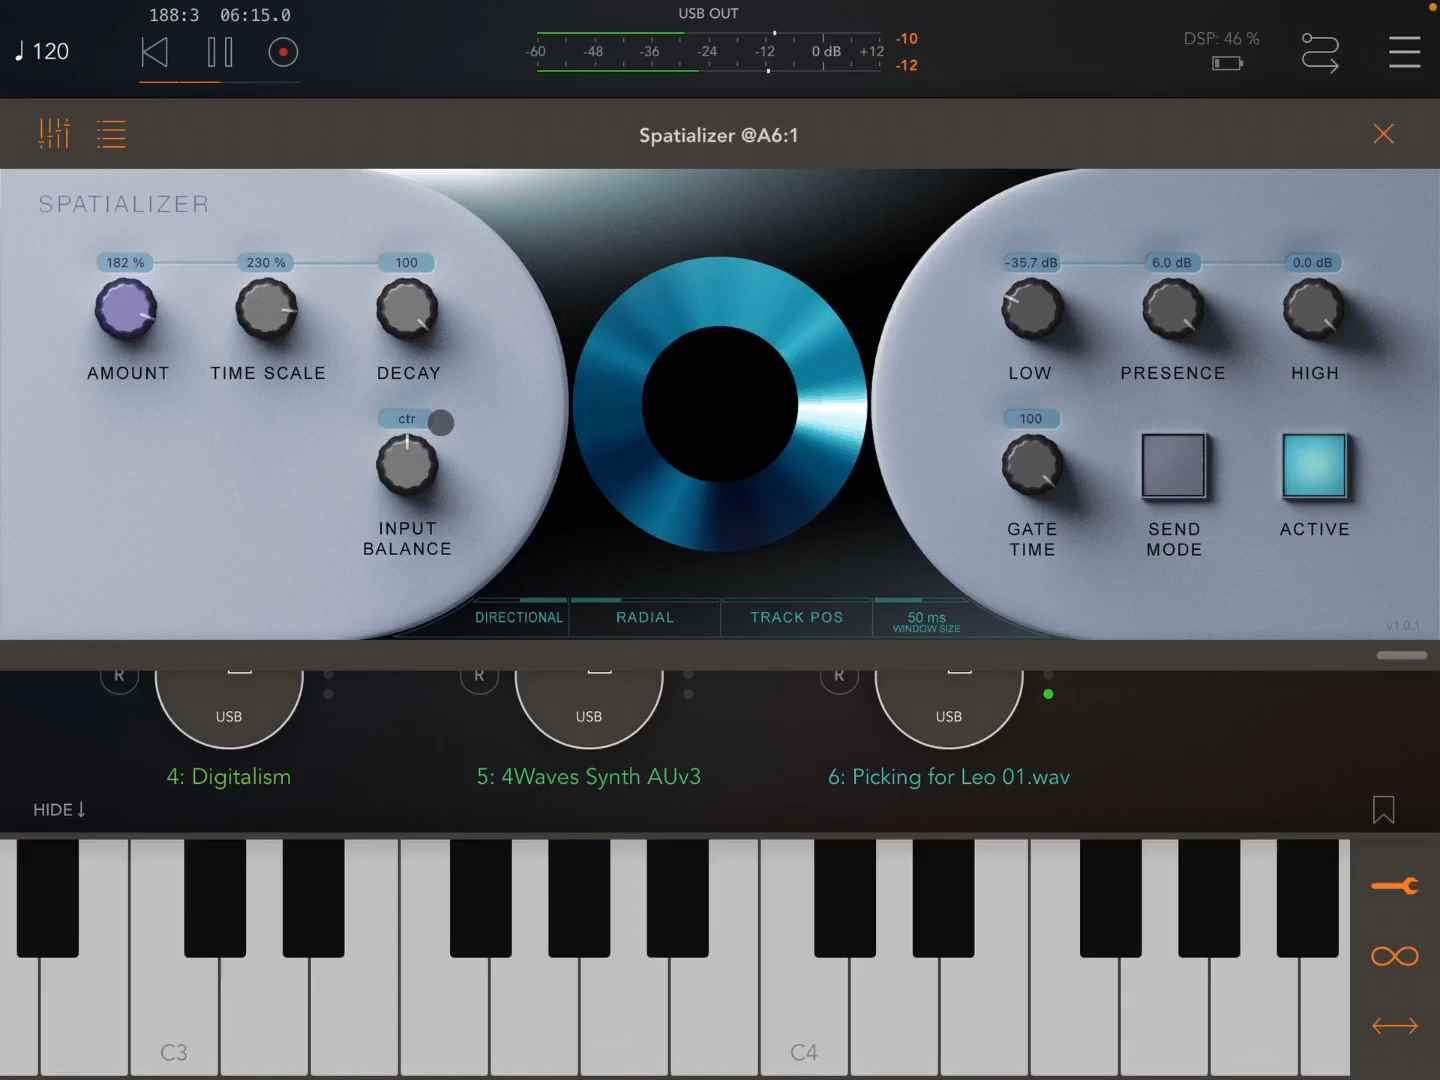 188:3 06:15.0
USB OUT
♩120
-60 -48 -36 -24 -12 0 dB +12
-10
-12
DSP: 46 %
Spatializer @A6:1
SPATIALIZER
182 % 230 % 100
AMOUNT TIME SCALE DECAY
ctr
INPUT
BALANCE
-35.7 dB 6.0 dB 0.0 dB
LOW PRESENCE HIGH
100
GATE
TIME
SEND
MODE
ACTIVE
DIRECTIONAL RADIAL TRACK POS 50 ms
WINDOW SIZE
v1.0.1
R USB R USB R USB
4: Digitalism 5: 4Waves Synth AUv3 6: Picking for Leo 01.wav
HIDE↓
C3 C4